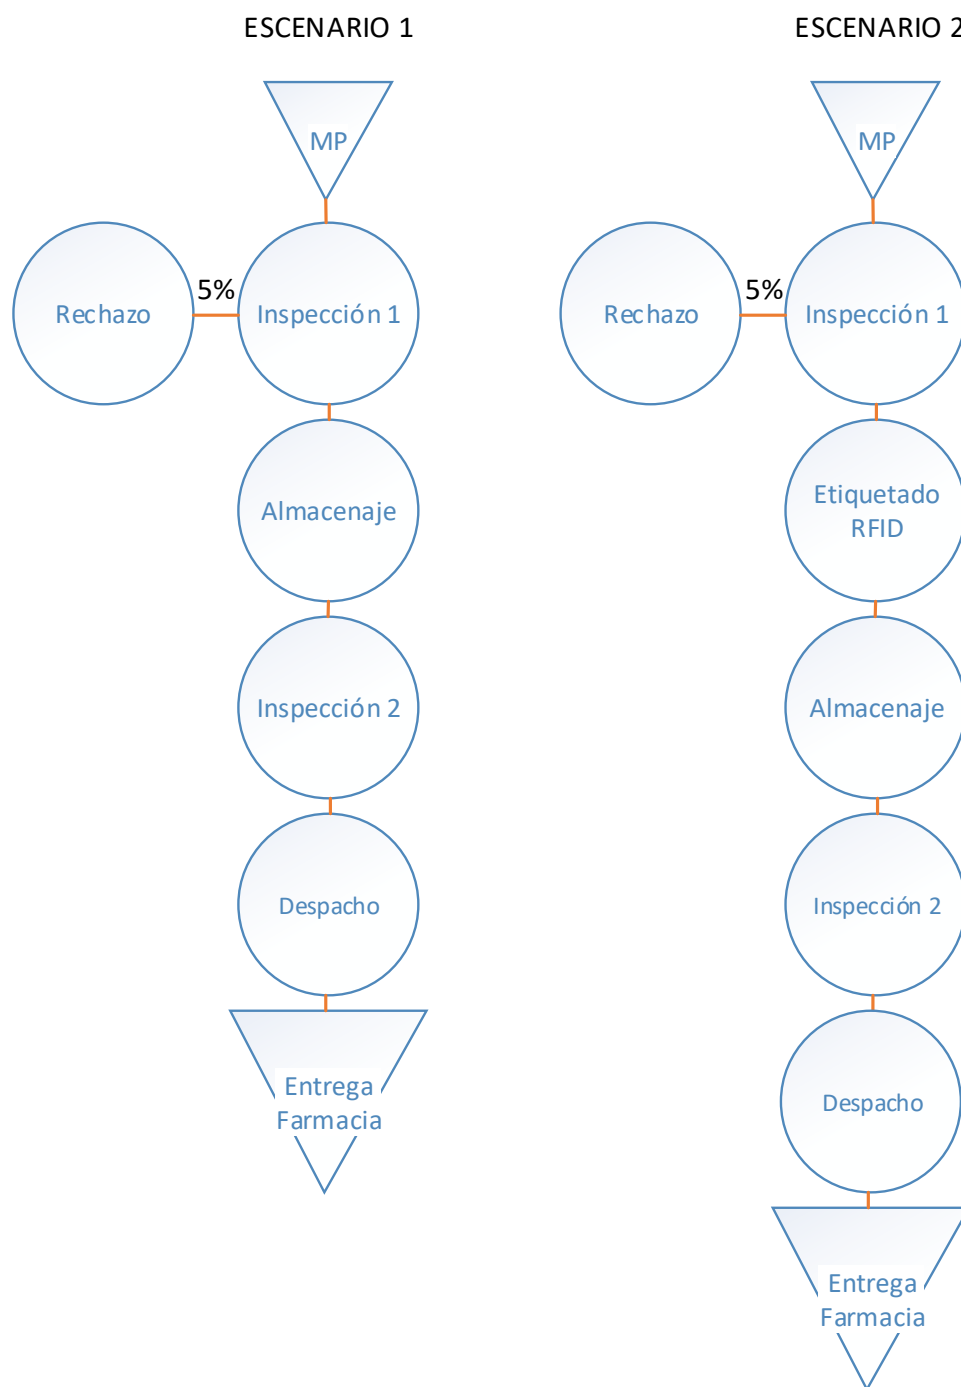 ESCENARIO 1
MP
5%
Rechazo
Inspección 1
Almacenaje
Inspección 2
Despacho
Entrega
Farmacia
ESCENARIO 2
MP
5%
Rechazo
Inspección 1
Etiquetado
RFID
Almacenaje
Inspección 2
Despacho
Entrega
Farmacia